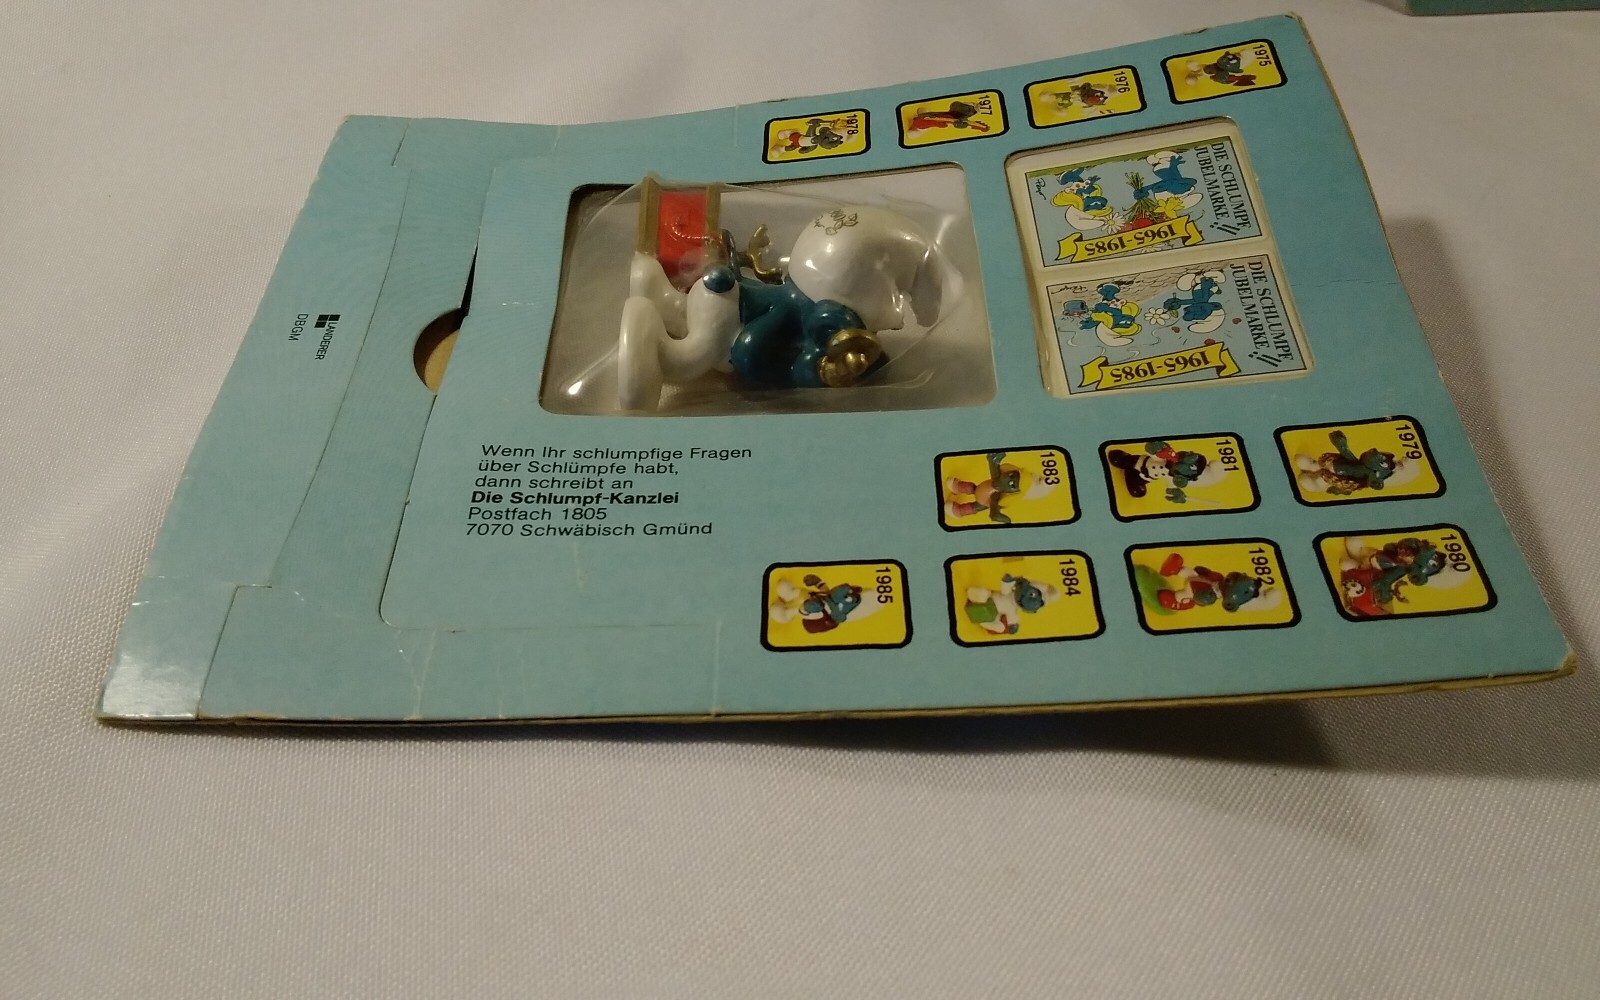 1975
1976
1977
1978
DIE SCHLUMPF
JUBELMARKE!!
1965-1985
DIE SCHLUMPF
JUBELMARKE!!
1965-1985
LANDERER
DBGM
Wenn Ihr schlumpfige Fragen
über Schlümpfe habt,
dann schreibt an
Die Schlumpf-Kanzlei
Postfach 1805
7070 Schwäbisch Gmünd
1979
1981
1983
1980
1982
1984
1985